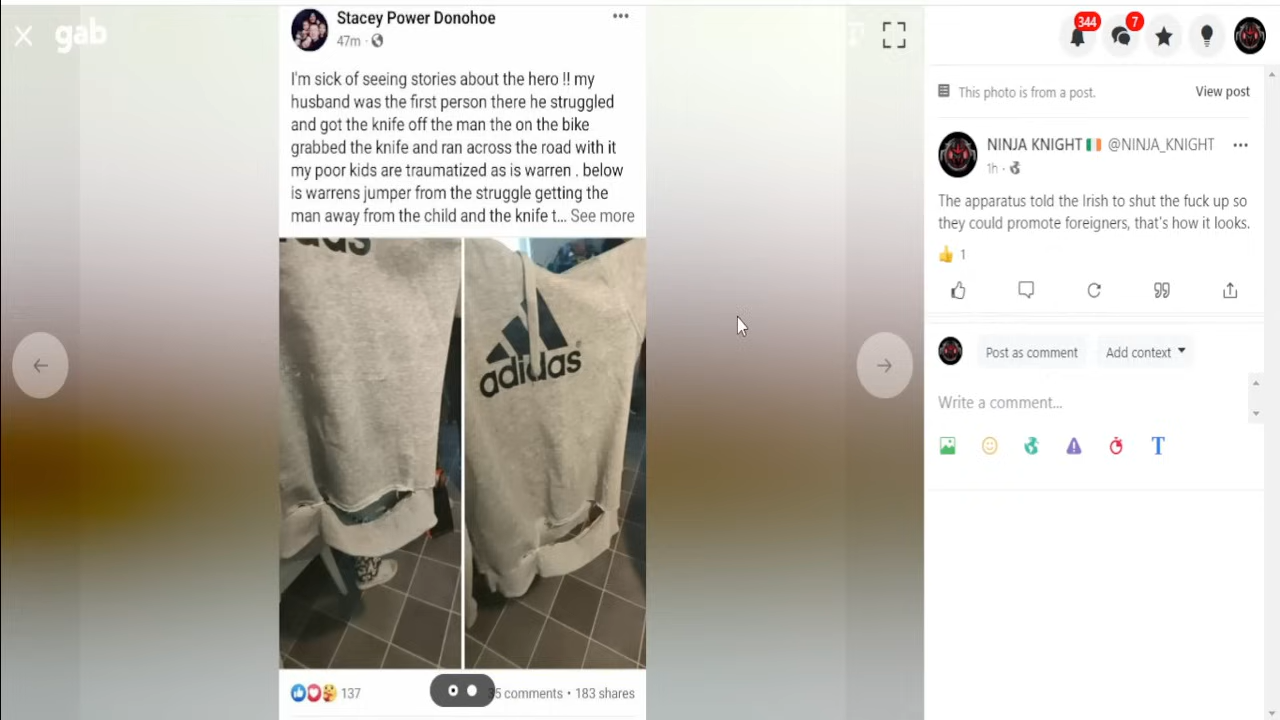 gab
Stacey Power Donohoe
47m
I'm sick of seeing stories about the hero !! my
husband was the first person there he struggled
and got the knife off the man the on the bike
grabbed the knife and ran across the road with it
my poor kids are traumatized as is warren . below
is warrens jumper from the struggle getting the
man away from the child and the knife t... See more
adidas
adidas
137
5 comments • 183 shares
344
7
This photo is from a post.
View post
NINJA KNIGHT @NINJA_KNIGHT
1h
The apparatus told the Irish to shut the fuck up so
they could promote foreigners, that's how it looks.
1
Post as comment
Add context
Write a comment...
T